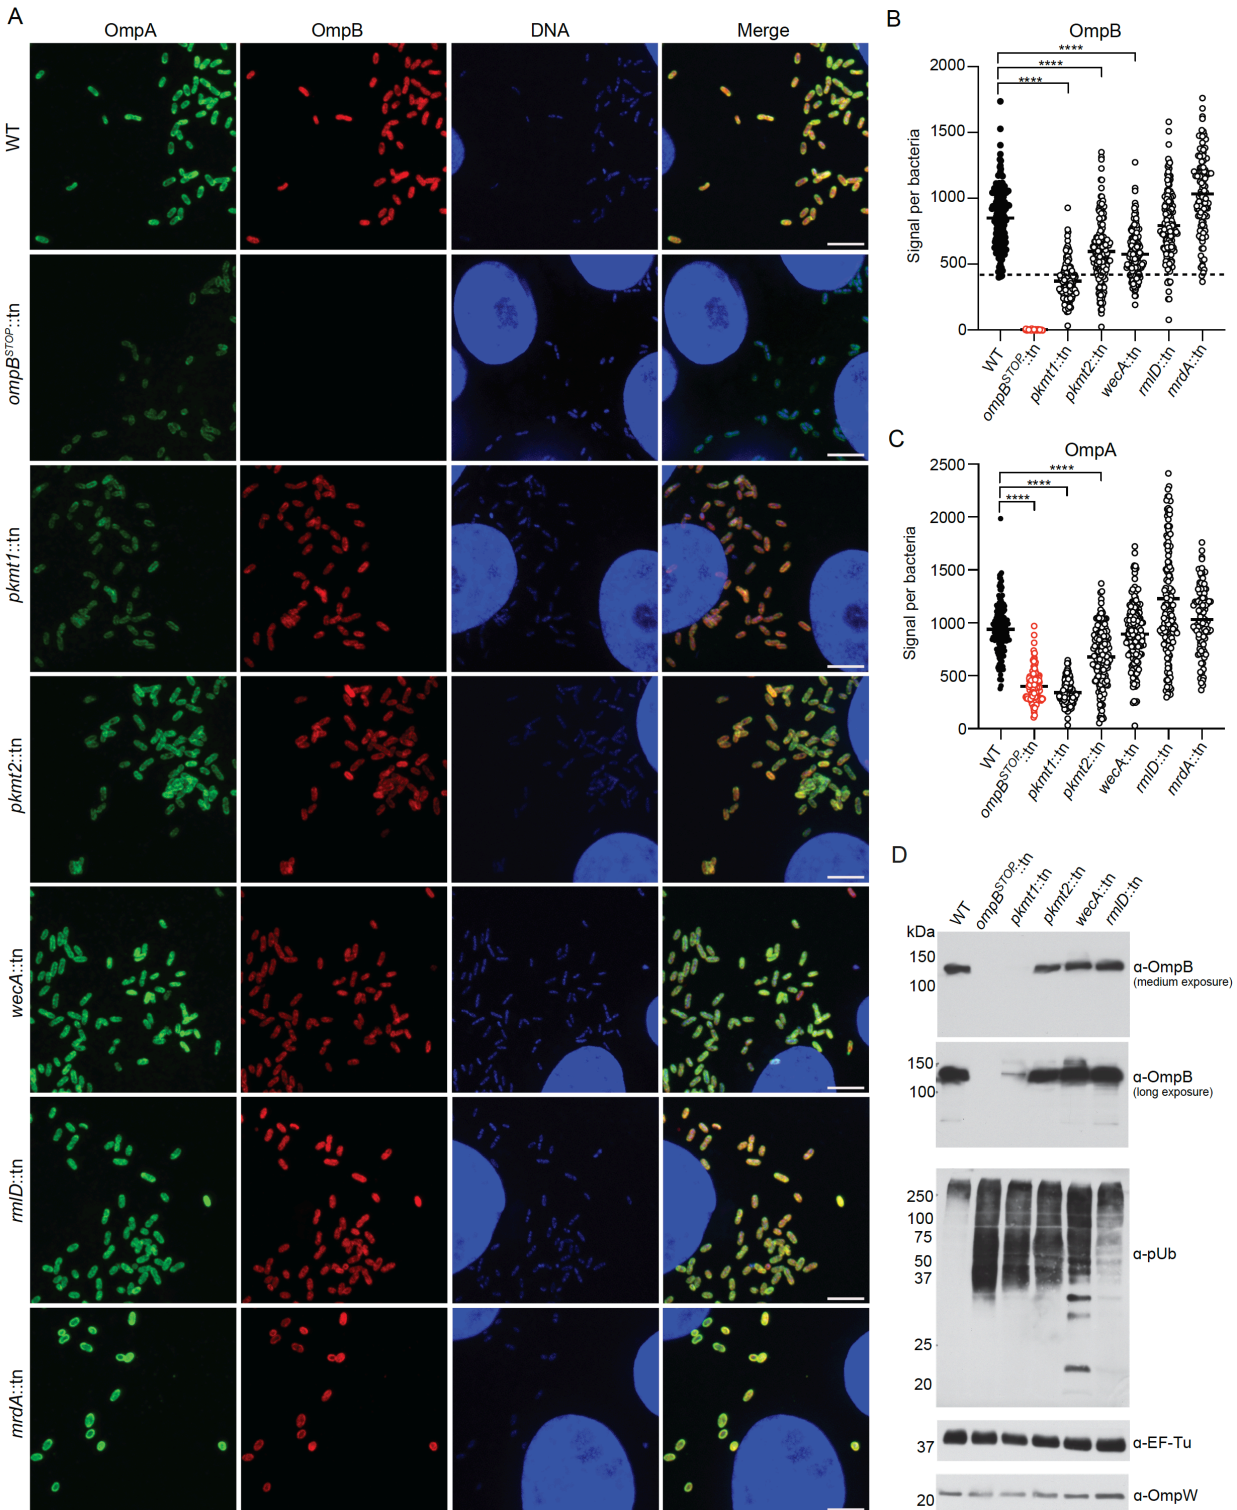 A
OmpA OmpB DNA Merge
WT
ompBSTOP::tn
pkmt1::tn
pkmt2::tn
wecA::tn
rmlD::tn
mrdA::tn
B
OmpB
****
****
****
Signal per bacteria
2000
1500
1000
500
0
WT ompBSTOP::tn pkmt1::tn pkmt2::tn wecA::tn rmlD::tn mrdA::tn
C
OmpA
****
****
****
Signal per bacteria
2500
2000
1500
1000
500
0
WT ompBSTOP::tn pkmt1::tn pkmt2::tn wecA::tn rmlD::tn mrdA::tn
D
WT ompBSTOP::tn pkmt1::tn pkmt2::tn wecA::tn rmlD::tn
kDa
150
100
α-OmpB
(medium exposure)
150
100
α-OmpB
(long exposure)
250
100
75
50
37
25
20
α-pUb
37
α-EF-Tu
20
α-OmpW